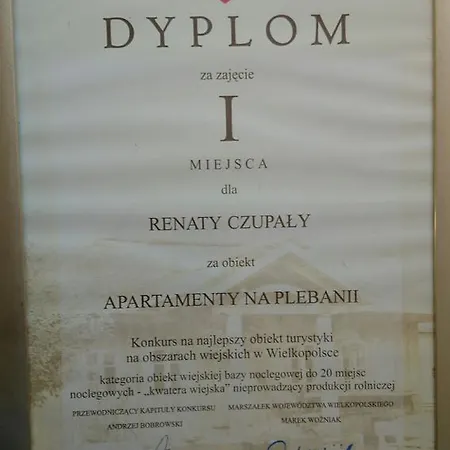 DYPLOM
za zajęcie
I
MIEJSCA
dla
RENATY CZUPAŁY
za obiekt
APARTAMENTY NA PLEBANII
Konkurs na najlepszy obiekt turystyki
na obszarach wiejskich w Wielkopolsce
kategoria obiekt wiejskiej bazy noclegowej do 20 miejsc
noclegowych - „kwatera wiejska” nieprowadzący produkcji rolniczej
PRZEWODNICZĄCY KAPITUŁY KONKURSU MARSZAŁEK WOJEWÓDZTWA WIELKOPOLSKIEGO
ANDRZEJ BOBROWSKI MAREK WOŹNIAK